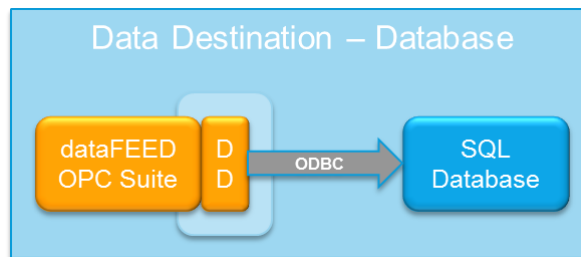 Data Destination – Database
dataFEED
OPC Suite
D
D
ODBC
SQL
Database